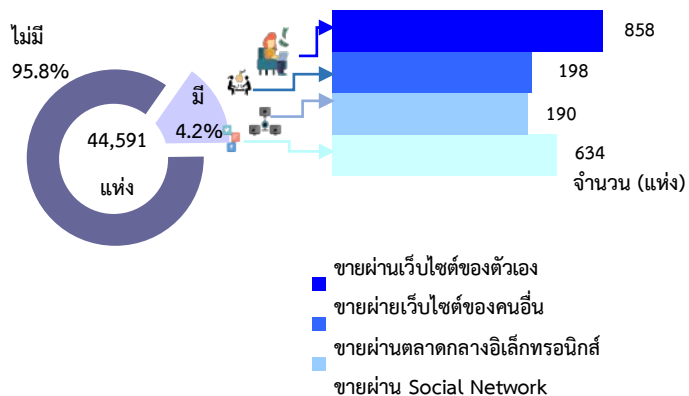 ไม่มี
95.8%
มี
4.2%
44,591
แห่ง
858
198
190
634
จำนวน (แห่ง)
ขายผ่านเว็บไซต์ของตัวเอง
ขายผ่ายเว็บไซต์ของคนอื่น
ขายผ่านตลาดกลางอิเล็กทรอนิกส์
ขายผ่าน Social Network